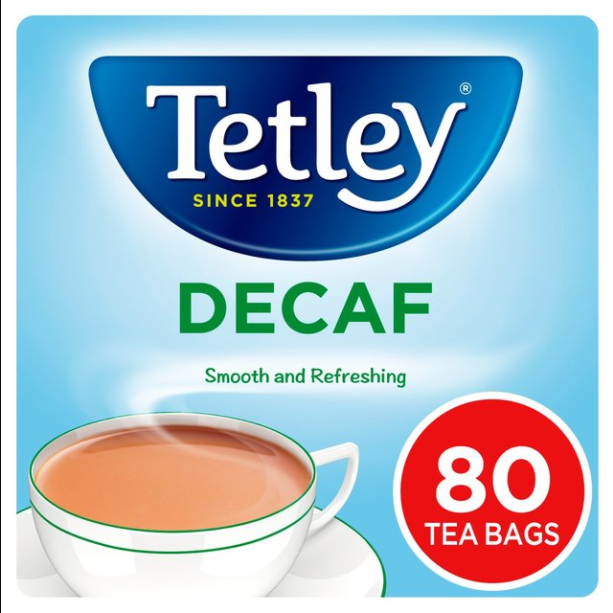 Tetley®
SINCE 1837
DECAF
Smooth and Refreshing
80
TEA BAGS